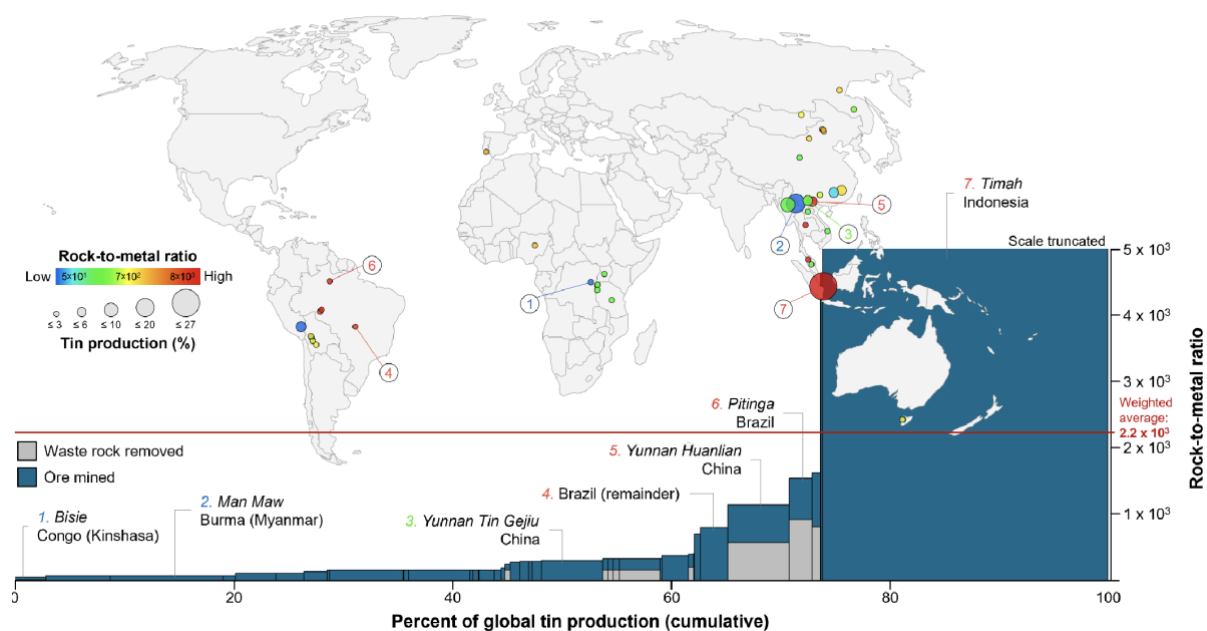 7. Timah
Indonesia
Scale truncated
Rock-to-metal ratio
Low 5×10¹ 7×10² 8×10³ High
≤ 3 ≤ 6 ≤ 10 ≤ 20 ≤ 27
Tin production (%)
1
2
3
4
5
6
7
5 x 10³
4 x 10³
3 x 10³
2 x 10³
1 x 10³
Rock-to-metal ratio
Weighted
average:
2.2 x 10³
Waste rock removed
Ore mined
1. Bisie
Congo (Kinshasa)
2. Man Maw
Burma (Myanmar)
3. Yunnan Tin Gejiu
China
4. Brazil (remainder)
5. Yunnan Huanlian
China
6. Pitinga
Brazil
0 20 40 60 80 100
Percent of global tin production (cumulative)